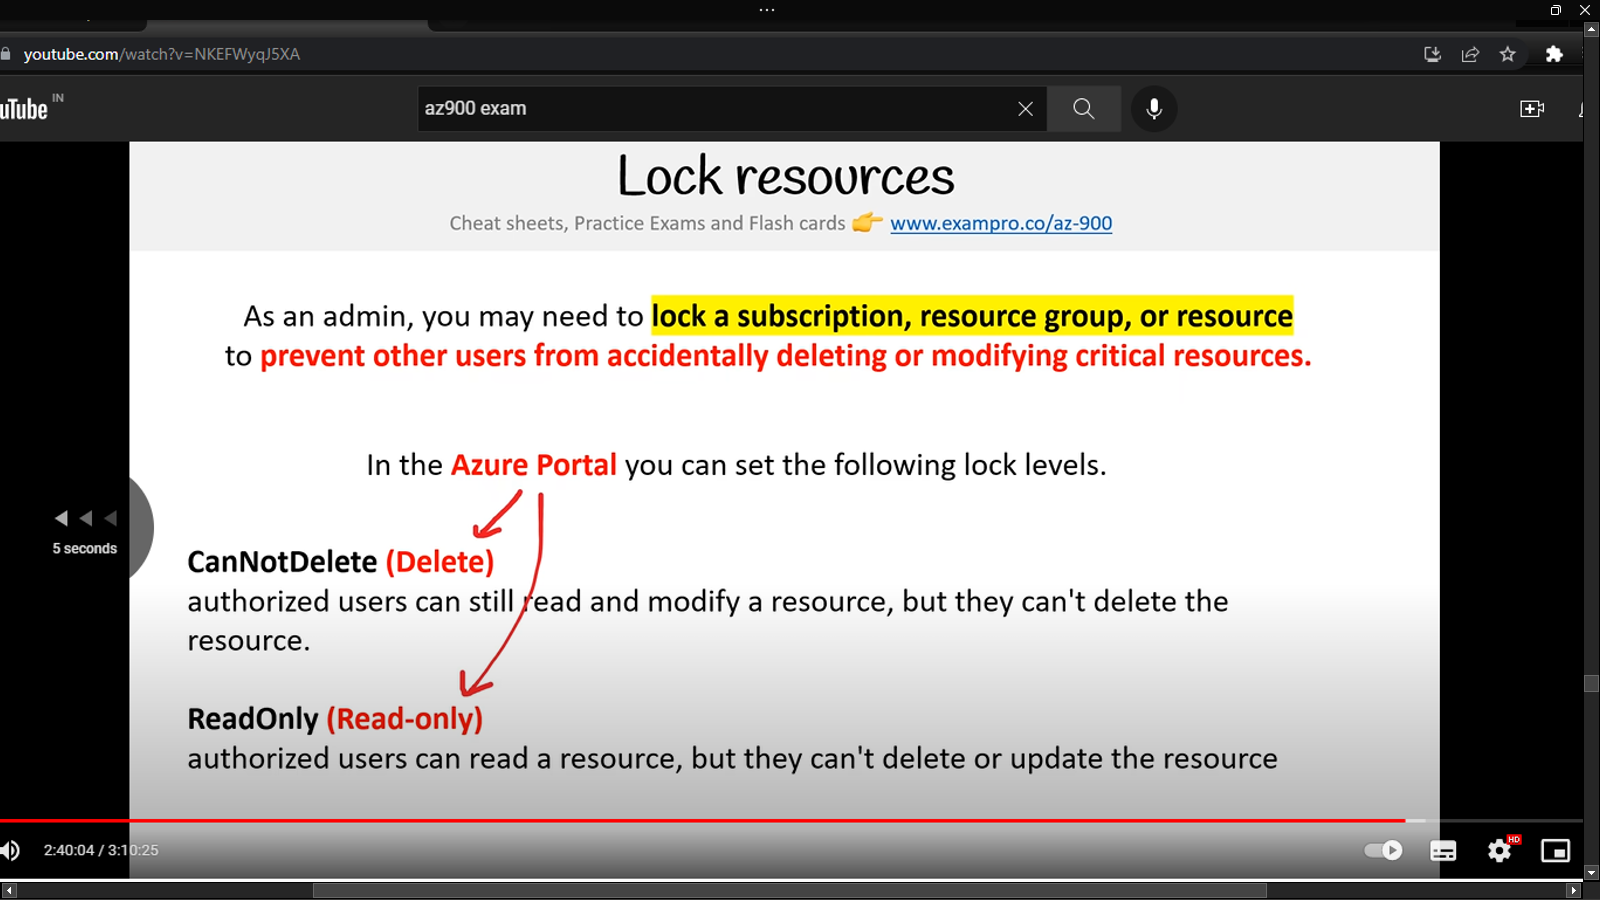 youtube.com/watch?v=NKEFWyqJ5XA
uTube IN
az900 exam
Lock resources
Cheat sheets, Practice Exams and Flash cards 👉 www.exampro.co/az-900
As an admin, you may need to lock a subscription, resource group, or resource
to prevent other users from accidentally deleting or modifying critical resources.
In the Azure Portal you can set the following lock levels.
5 seconds
CanNotDelete (Delete)
authorized users can still read and modify a resource, but they can't delete the
resource.
ReadOnly (Read-only)
authorized users can read a resource, but they can't delete or update the resource
2:40:04 / 3:10:25
HD